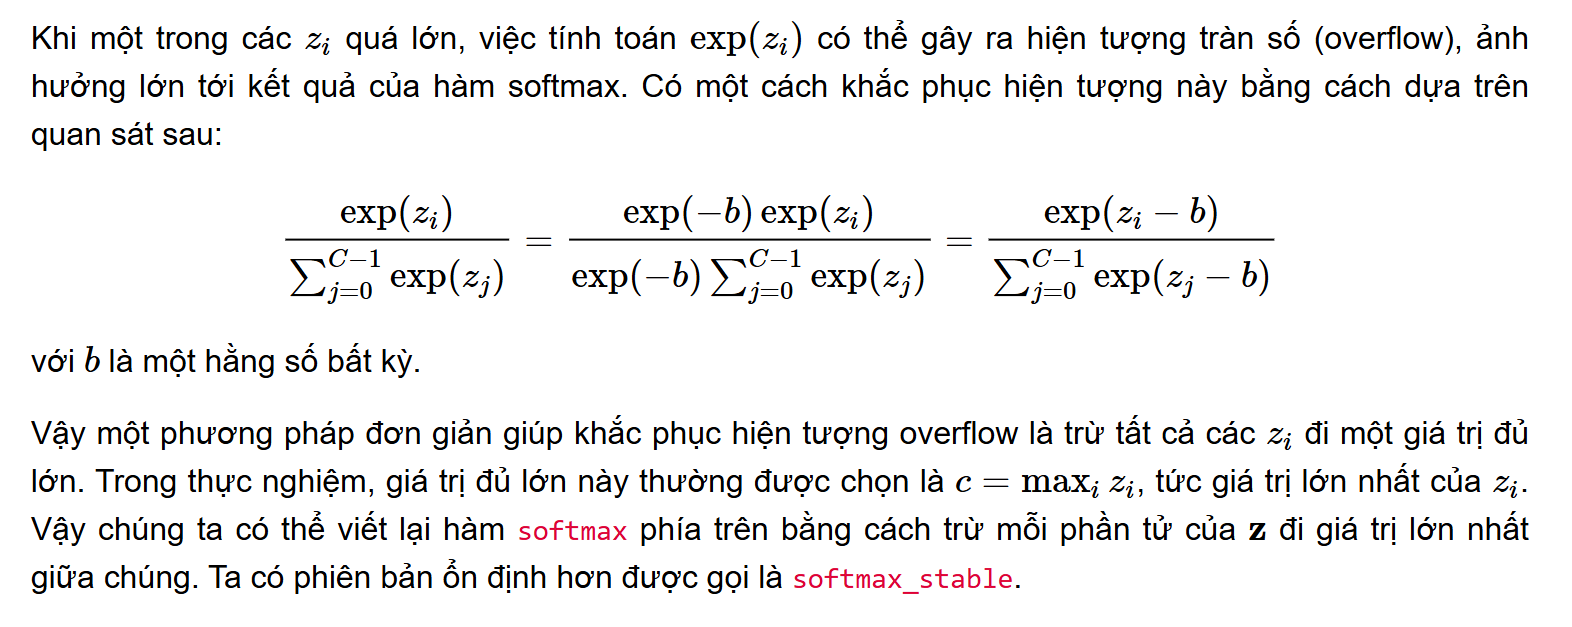 Khi một trong các z_i quá lớn, việc tính toán exp(z_i) có thể gây ra hiện tượng tràn số (overflow), ảnh
hưởng lớn tới kết quả của hàm softmax. Có một cách khắc phục hiện tượng này bằng cách dựa trên
quan sát sau:
\frac{\exp(z_i)}{\sum_{j=0}^{C-1} \exp(z_j)} = \frac{\exp(-b)\exp(z_i)}{\exp(-b)\sum_{j=0}^{C-1} \exp(z_j)} = \frac{\exp(z_i - b)}{\sum_{j=0}^{C-1} \exp(z_j - b)}
với b là một hằng số bất kỳ.
Vậy một phương pháp đơn giản giúp khắc phục hiện tượng overflow là trừ tất cả các z_i đi một giá trị đủ
lớn. Trong thực nghiệm, giá trị đủ lớn này thường được chọn là c = max_i z_i, tức giá trị lớn nhất của z_i.
Vậy chúng ta có thể viết lại hàm softmax phía trên bằng cách trừ mỗi phần tử của z đi giá trị lớn nhất
giữa chúng. Ta có phiên bản ổn định hơn được gọi là softmax_stable.